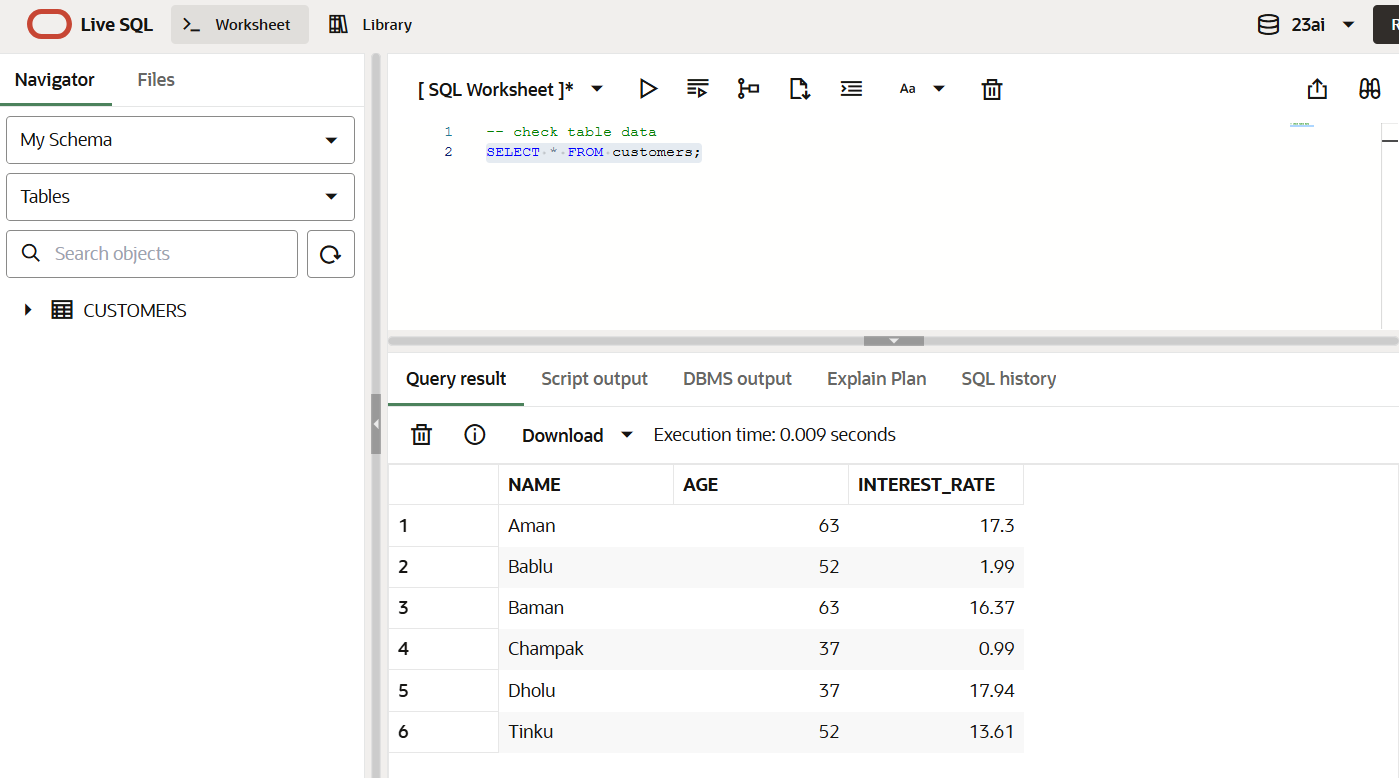 Live SQL Worksheet Library 23ai
Navigator Files
My Schema
Tables
Search objects
CUSTOMERS
[ SQL Worksheet ]* Aa
1 -- check table data
2 SELECT * FROM customers;
Query result Script output DBMS output Explain Plan SQL history
Download Execution time: 0.009 seconds
NAME AGE INTEREST_RATE
1 Aman 63 17.3
2 Bablu 52 1.99
3 Baman 63 16.37
4 Champak 37 0.99
5 Dholu 37 17.94
6 Tinku 52 13.61